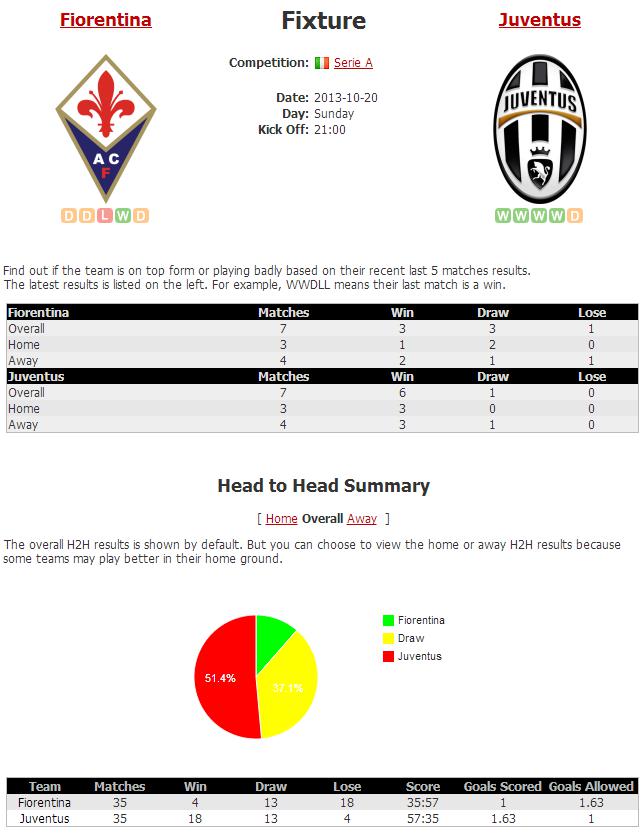 Fiorentina Fixture Juventus
Competition: Serie A
Date: 2013-10-20
Day: Sunday
Kick Off: 21:00
A C
F
JUVENTUS
D D L W D
W W W W D
Find out if the team is on top form or playing badly based on their recent last 5 matches results.
The latest results is listed on the left. For example, WWDLL means their last match is a win.
Fiorentina Matches Win Draw Lose
Overall 7 3 3 1
Home 3 1 2 0
Away 4 2 1 1
Juventus Matches Win Draw Lose
Overall 7 6 1 0
Home 3 3 0 0
Away 4 3 1 0
Head to Head Summary
[ Home Overall Away ]
The overall H2H results is shown by default. But you can choose to view the home or away H2H results because
some teams may play better in their home ground.
Fiorentina
Draw
Juventus
51.4%
37.1%
Team Matches Win Draw Lose Score Goals Scored Goals Allowed
Fiorentina 35 4 13 18 35:57 1 1.63
Juventus 35 18 13 4 57:35 1.63 1